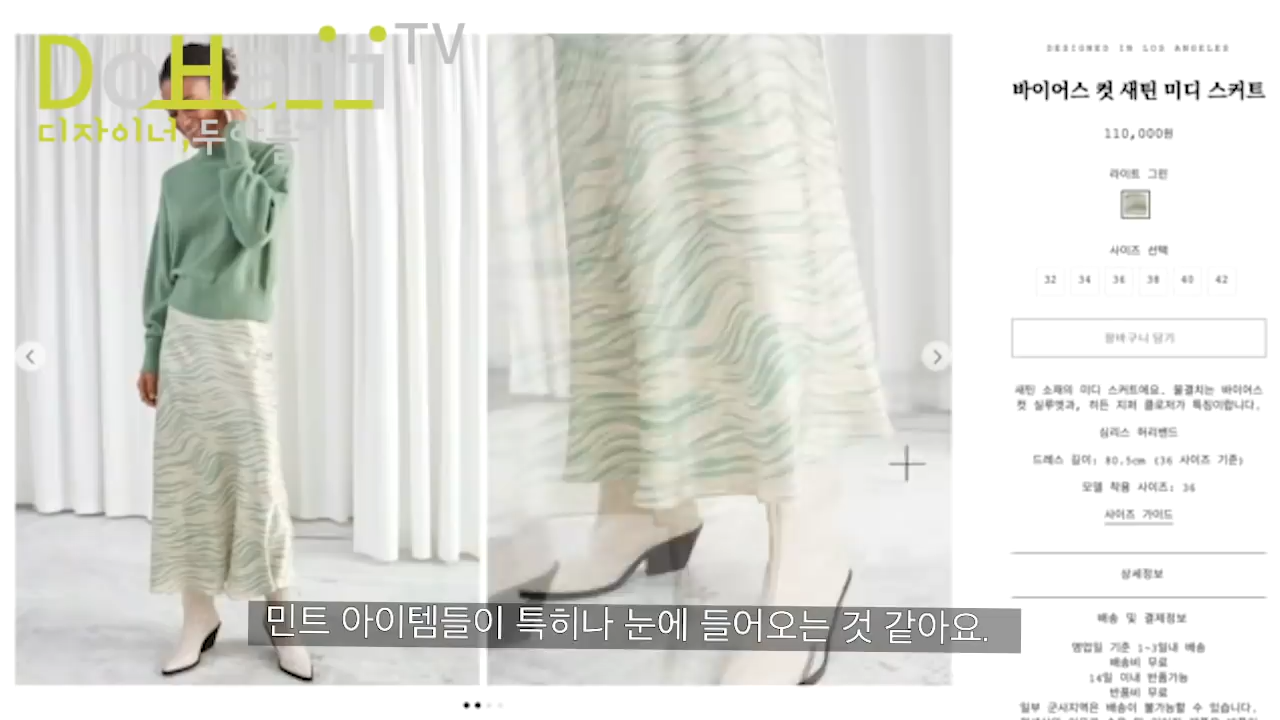 DoHaiti TV
디자이너, 두아들
DESIGNED IN LOS ANGELES
바이어스 컷 새틴 미디 스커트
110,000원
라이트 그린
사이즈 선택
32 34 36 38 40 42
장바구니 담기
새틴 소재의 미디 스커트에요. 물결치는 바이어스
컷 실루엣과, 히든 지퍼 클로저가 특징이랍니다.
심리스 허리밴드
드레스 길이: 80.5cm (36 사이즈 기준)
모델 착용 사이즈: 36
사이즈 가이드
상세정보
배송 및 결제정보
영업일 기준 1-3일내 배송
배송비 무료
14일 이내 반품가능
반품비 무료
일부 군사지역은 배송이 불가능할 수 있습니다.
민트 아이템들이 특히나 눈에 들어오는 것 같아요.